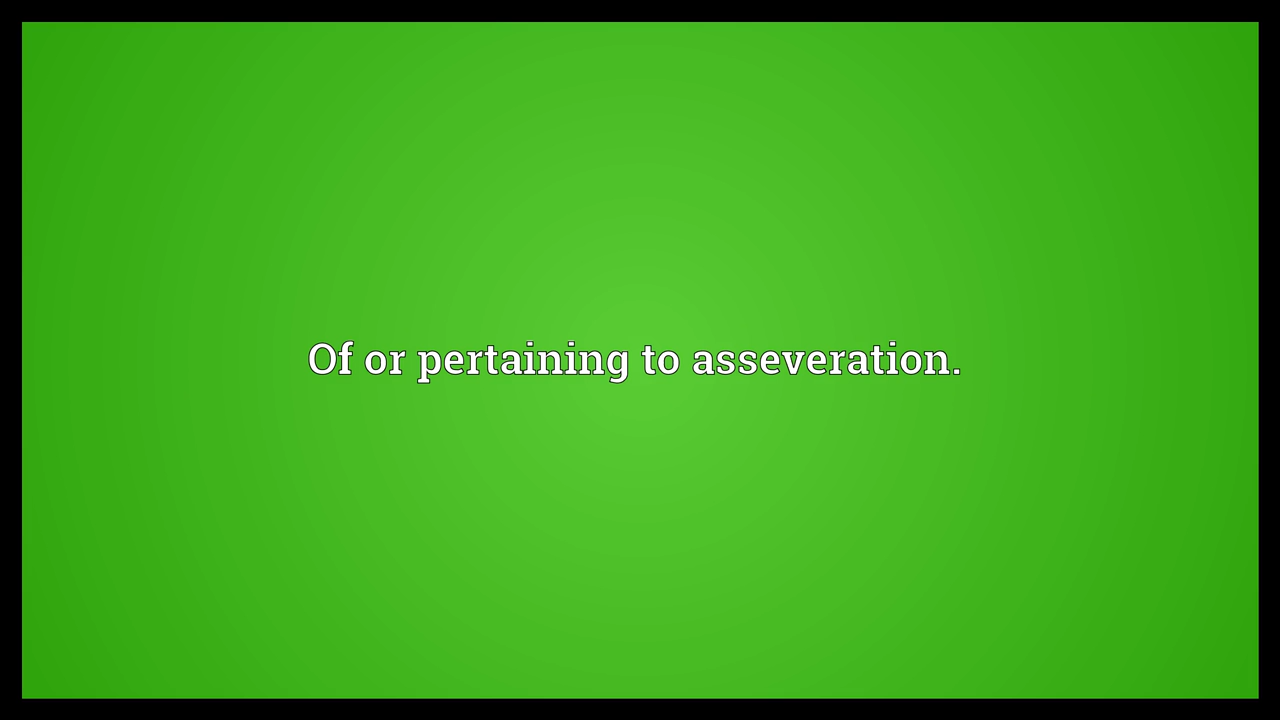 Of or pertaining to asseveration.